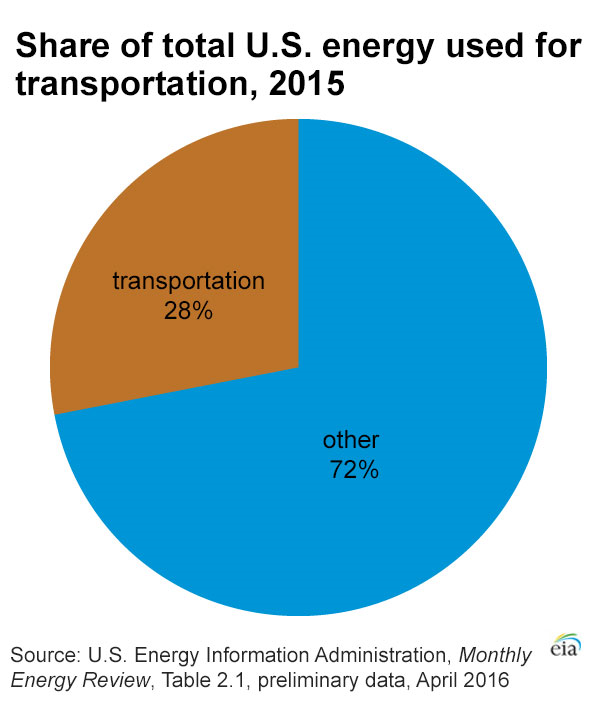 Share of total U.S. energy used for
transportation, 2015
transportation
28%
other
72%
Source: U.S. Energy Information Administration, Monthly
Energy Review, Table 2.1, preliminary data, April 2016
eia